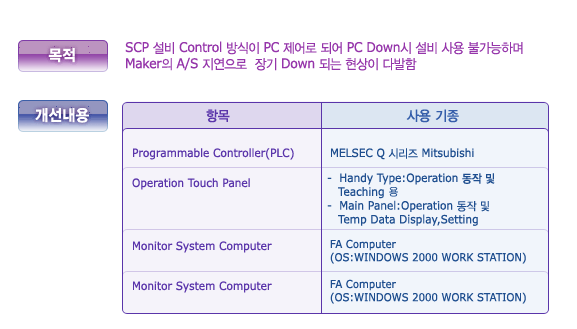 목적
SCP 설비 Control 방식이 PC 제어로 되어 PC Down시 설비 사용 불가능하며
Maker의 A/S 지연으로 장기 Down 되는 현상이 다발함
개선내용
항목 사용 기종
Programmable Controller(PLC) MELSEC Q 시리즈 Mitsubishi
Operation Touch Panel - Handy Type:Operation 동작 및
Teaching 용
- Main Panel:Operation 동작 및
Temp Data Display,Setting
Monitor System Computer FA Computer
(OS:WINDOWS 2000 WORK STATION)
Monitor System Computer FA Computer
(OS:WINDOWS 2000 WORK STATION)